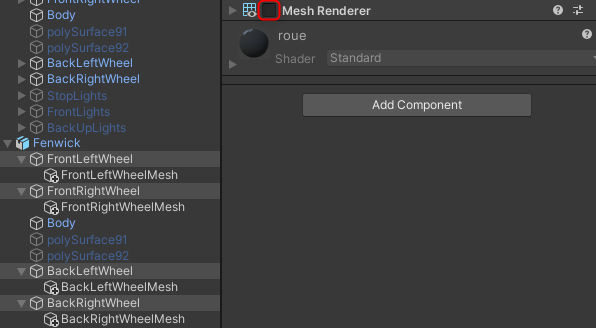 FrontRightWheel
Body
polySurface91
polySurface92
BackLeftWheel
BackRightWheel
StopLights
FrontLights
BackUpLights
Fenwick
FrontLeftWheel
FrontLeftWheelMesh
FrontRightWheel
FrontRightWheelMesh
Body
polySurface91
polySurface92
BackLeftWheel
BackLeftWheelMesh
BackRightWheel
BackRightWheelMesh
Mesh Renderer
roue
Shader Standard
Add Component